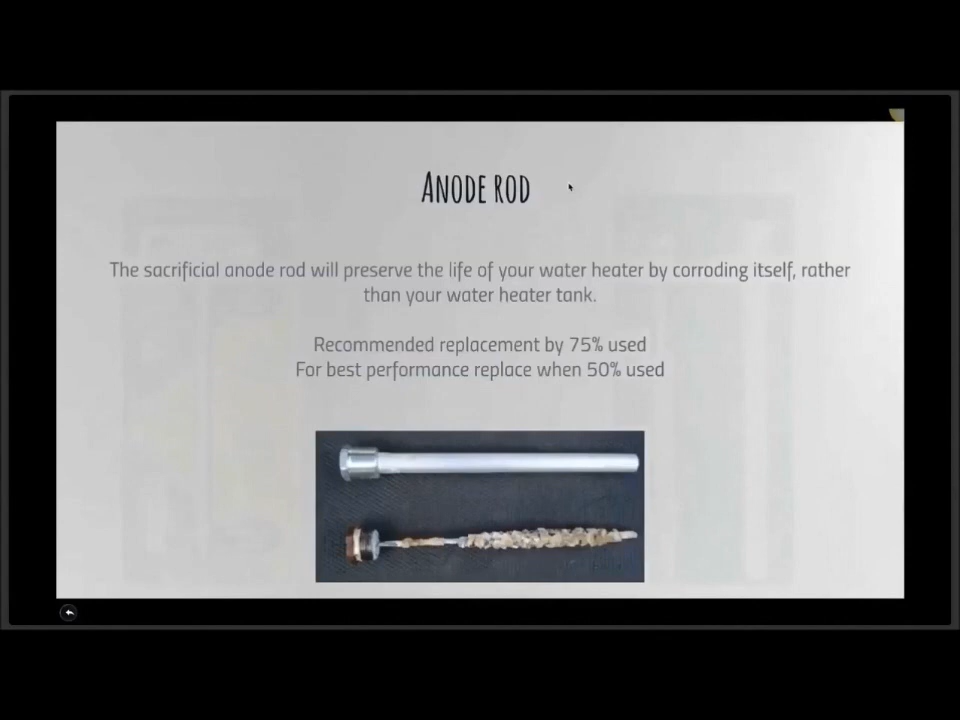 ANODE ROD
The sacrificial anode rod will preserve the life of your water heater by corroding itself, rather
than your water heater tank.
Recommended replacement by 75% used
For best performance replace when 50% used